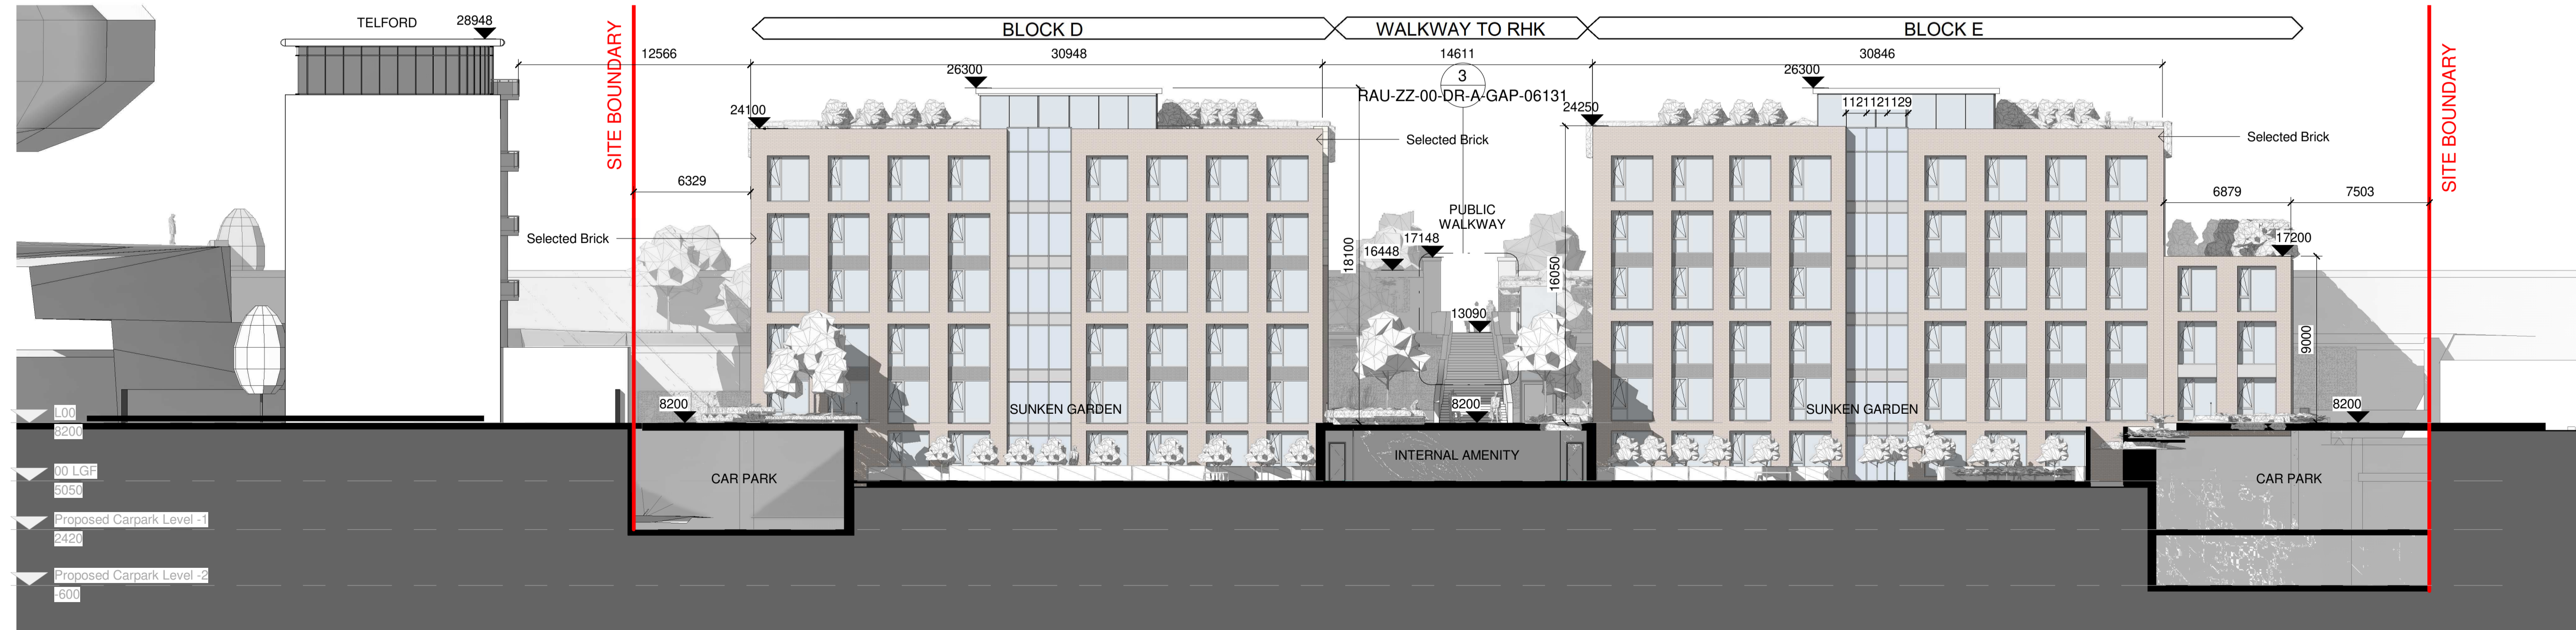 TELFORD
28948
SITE BOUNDARY
BLOCK D
WALKWAY TO RHK
BLOCK E
SITE BOUNDARY
12566
30948
14611
30846
26300
3
RAU-ZZ-00-DR-A-GAP-06131
26300
24100
24250
1121
1121
1129
Selected Brick
Selected Brick
6329
6879
7503
Selected Brick
PUBLIC
WALKWAY
17148
16448
18100
16050
17200
13090
9000
8200
SUNKEN GARDEN
8200
SUNKEN GARDEN
8200
L00
8200
CAR PARK
INTERNAL AMENITY
CAR PARK
00 LGF
5050
Proposed Carpark Level -1
2420
Proposed Carpark Level -2
-600